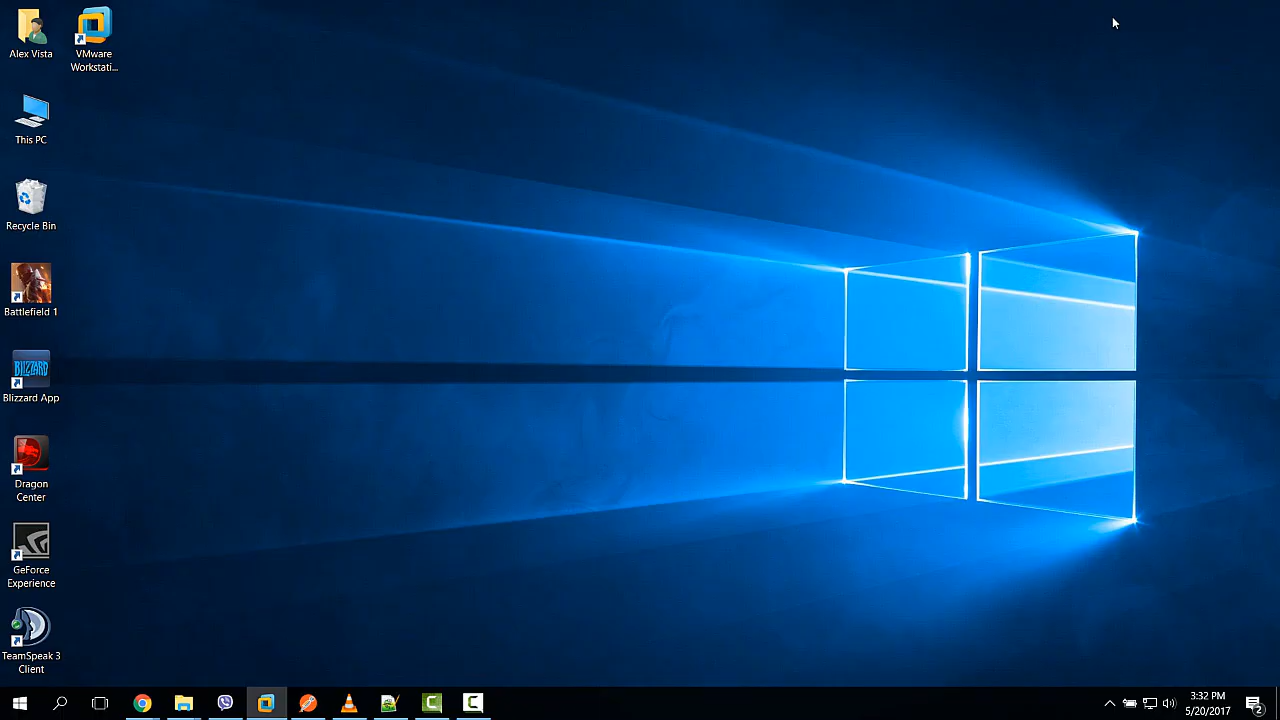 Alex Vista
VMware
Workstati...
This PC
Recycle Bin
Battlefield 1
BLIZZARD
Blizzard App
Dragon
Center
GeForce
Experience
TeamSpeak 3
Client
3:32 PM
5/20/2017
2